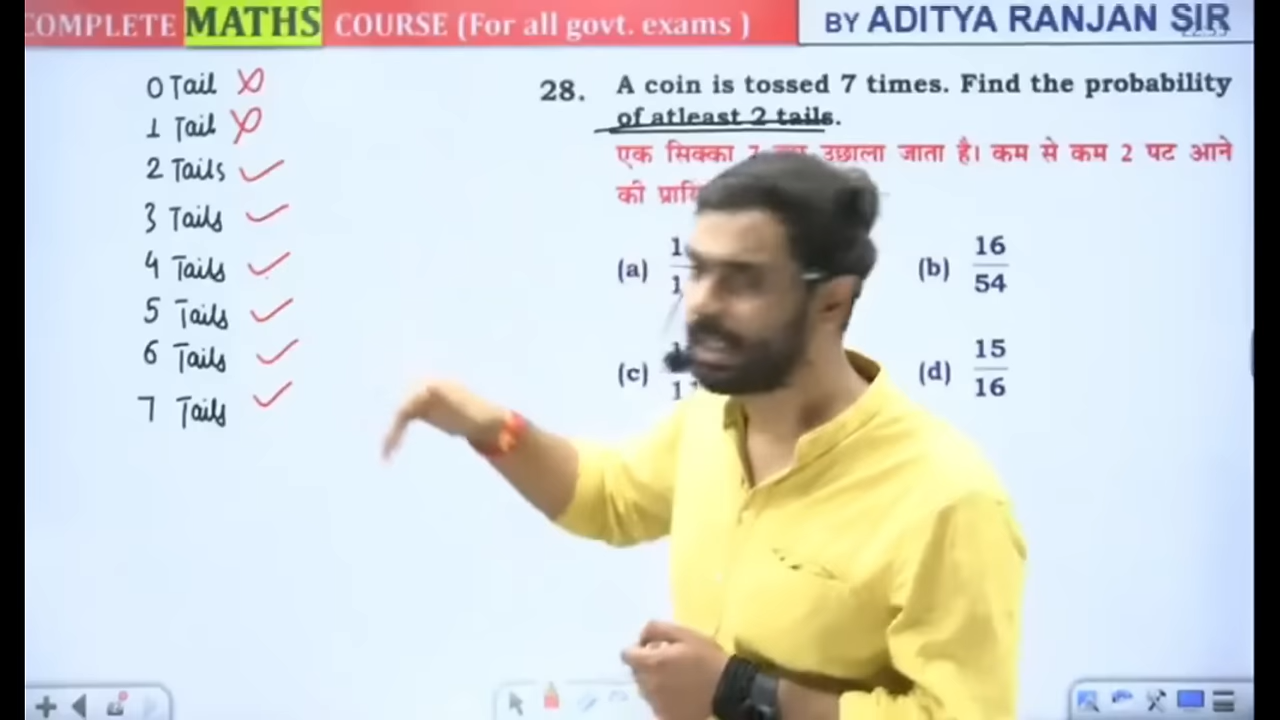 COMPLETE MATHS COURSE (For all govt. exams )
BY ADITYA RANJAN SIR
0 Tail
1 Tail
2 Tails
3 Tails
4 Tails
5 Tails
6 Tails
7 Tails
28. A coin is tossed 7 times. Find the probability
of atleast 2 tails.
एक सिक्का उछाला जाता है। कम से कम 2 पट आने
की
(a)
(b) 16
54
(c)
(d) 15
16